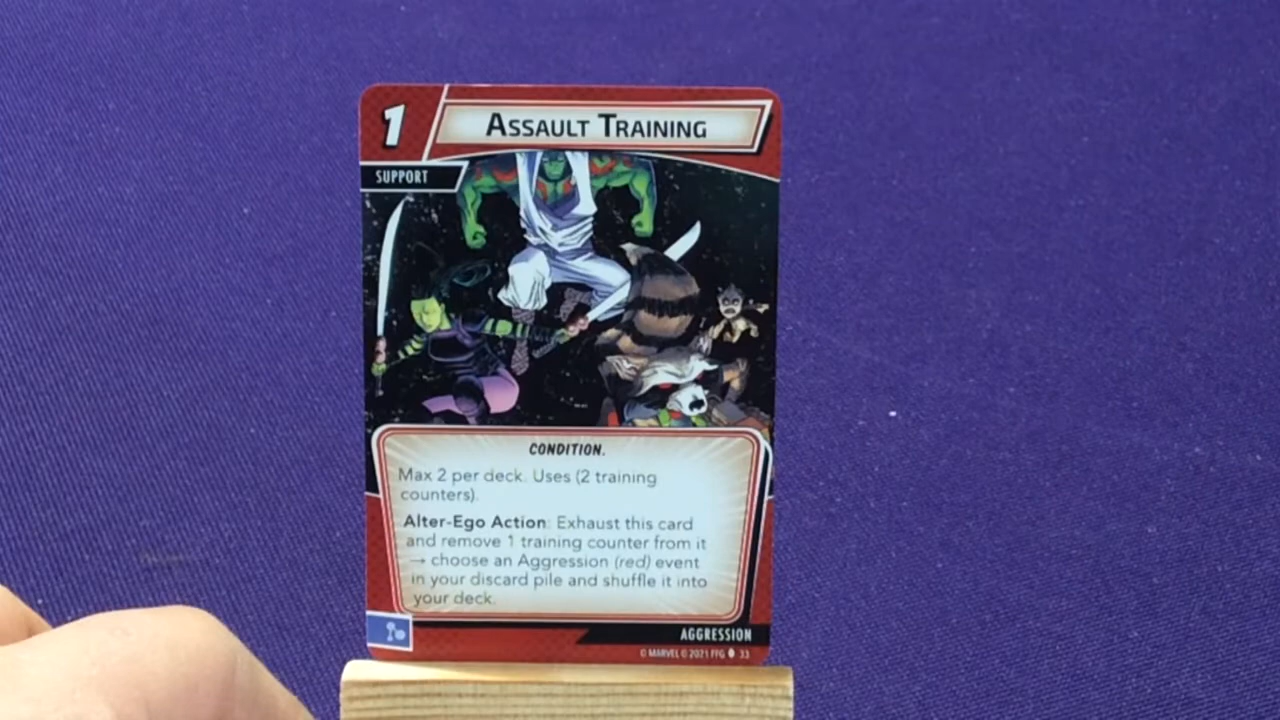 1
ASSAULT TRAINING
SUPPORT
CONDITION.
Max 2 per deck. Uses (2 training
counters).
Alter-Ego Action: Exhaust this card
and remove 1 training counter from it
→ choose an Aggression (red) event
in your discard pile and shuffle it into
your deck.
AGGRESSION
© MARVEL © 2021 FFG 33